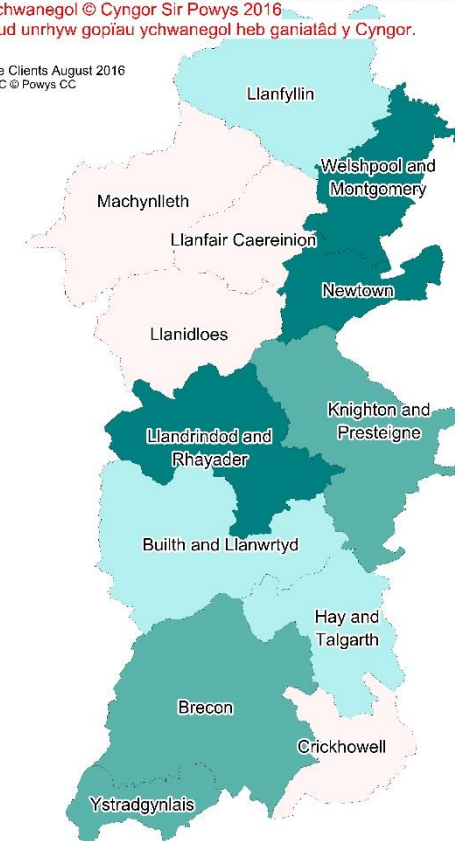 chwanegol © Cyngor Sir Powys 2016
ud unrhyw gopïau ychwanegol heb ganiatâd y Cyngor.
e Clients August 2016
C © Powys CC
Llanfyllin
Welshpool and
Montgomery
Machynlleth
Llanfair Caereinion
Newtown
Llanidloes
Knighton and
Presteigne
Llandrindod and
Rhayader
Builth and Llanwrtyd
Hay and
Talgarth
Brecon
Crickhowell
Ystradgynlais